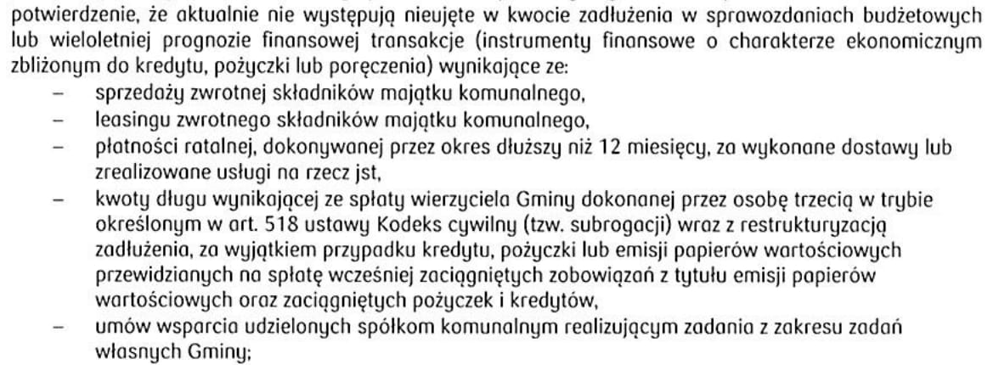 potwierdzenie, że aktualnie nie występują nieujęte w kwocie zadłużenia w sprawozdaniach budżetowych
lub wieloletniej prognozie finansowej transakcje (instrumenty finansowe o charakterze ekonomicznym
zbliżonym do kredytu, pożyczki lub poręczenia) wynikające ze:
– sprzedaży zwrotnej składników majątku komunalnego,
– leasingu zwrotnego składników majątku komunalnego,
– płatności ratalnej, dokonywanej przez okres dłuższy niż 12 miesięcy, za wykonane dostawy lub
zrealizowane usługi na rzecz jst,
– kwoty długu wynikającej ze spłaty wierzyciela Gminy dokonanej przez osobę trzecią w trybie
określonym w art. 518 ustawy Kodeks cywilny (tzw. subrogacji) wraz z restrukturyzacją
zadłużenia, za wyjątkiem przypadku kredytu, pożyczki lub emisji papierów wartościowych
przewidzianych na spłatę wcześniej zaciągniętych zobowiązań z tytułu emisji papierów
wartościowych oraz zaciągniętych pożyczek i kredytów,
– umów wsparcia udzielonych spółkom komunalnym realizującym zadania z zakresu zadań
własnych Gminy;